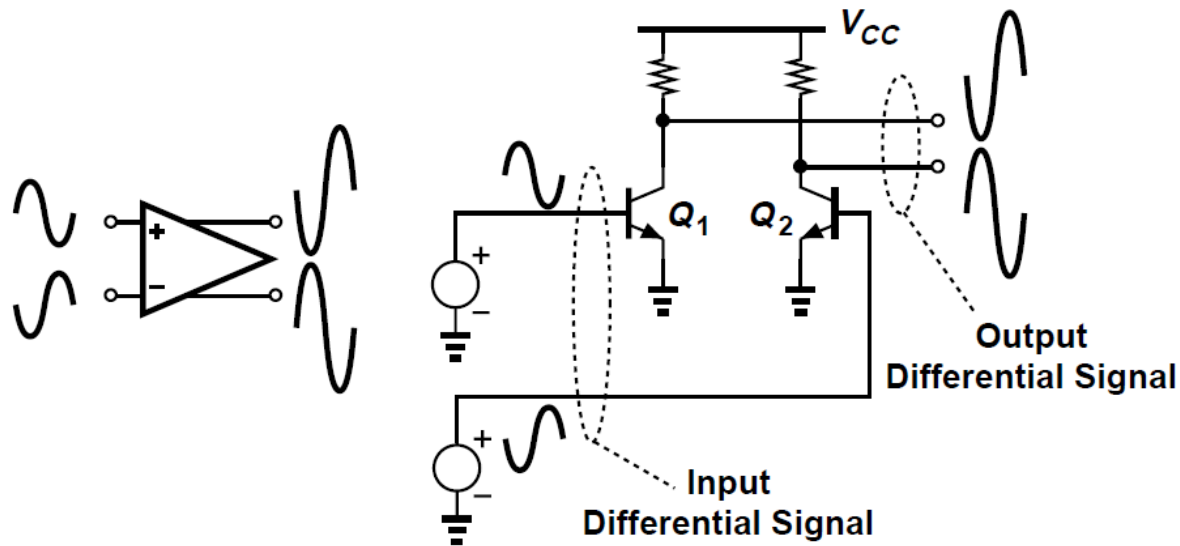 V_CC
+
−
Q_1
Q_2
+
−
+
−
Output
Differential Signal
Input
Differential Signal